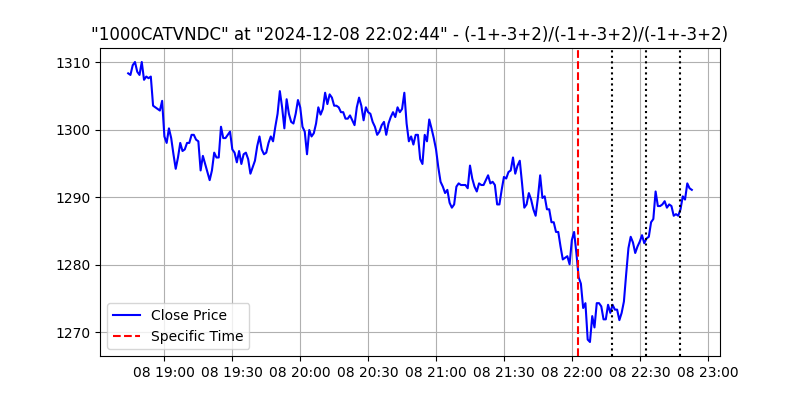 "1000CATVNDC" at "2024-12-08 22:02:44" - (-1+-3+2)/(-1+-3+2)/(-1+-3+2)
1310
1300
1290
1280
1270
Close Price
Specific Time
08 19:00 08 19:30 08 20:00 08 20:30 08 21:00 08 21:30 08 22:00 08 22:30 08 23:00